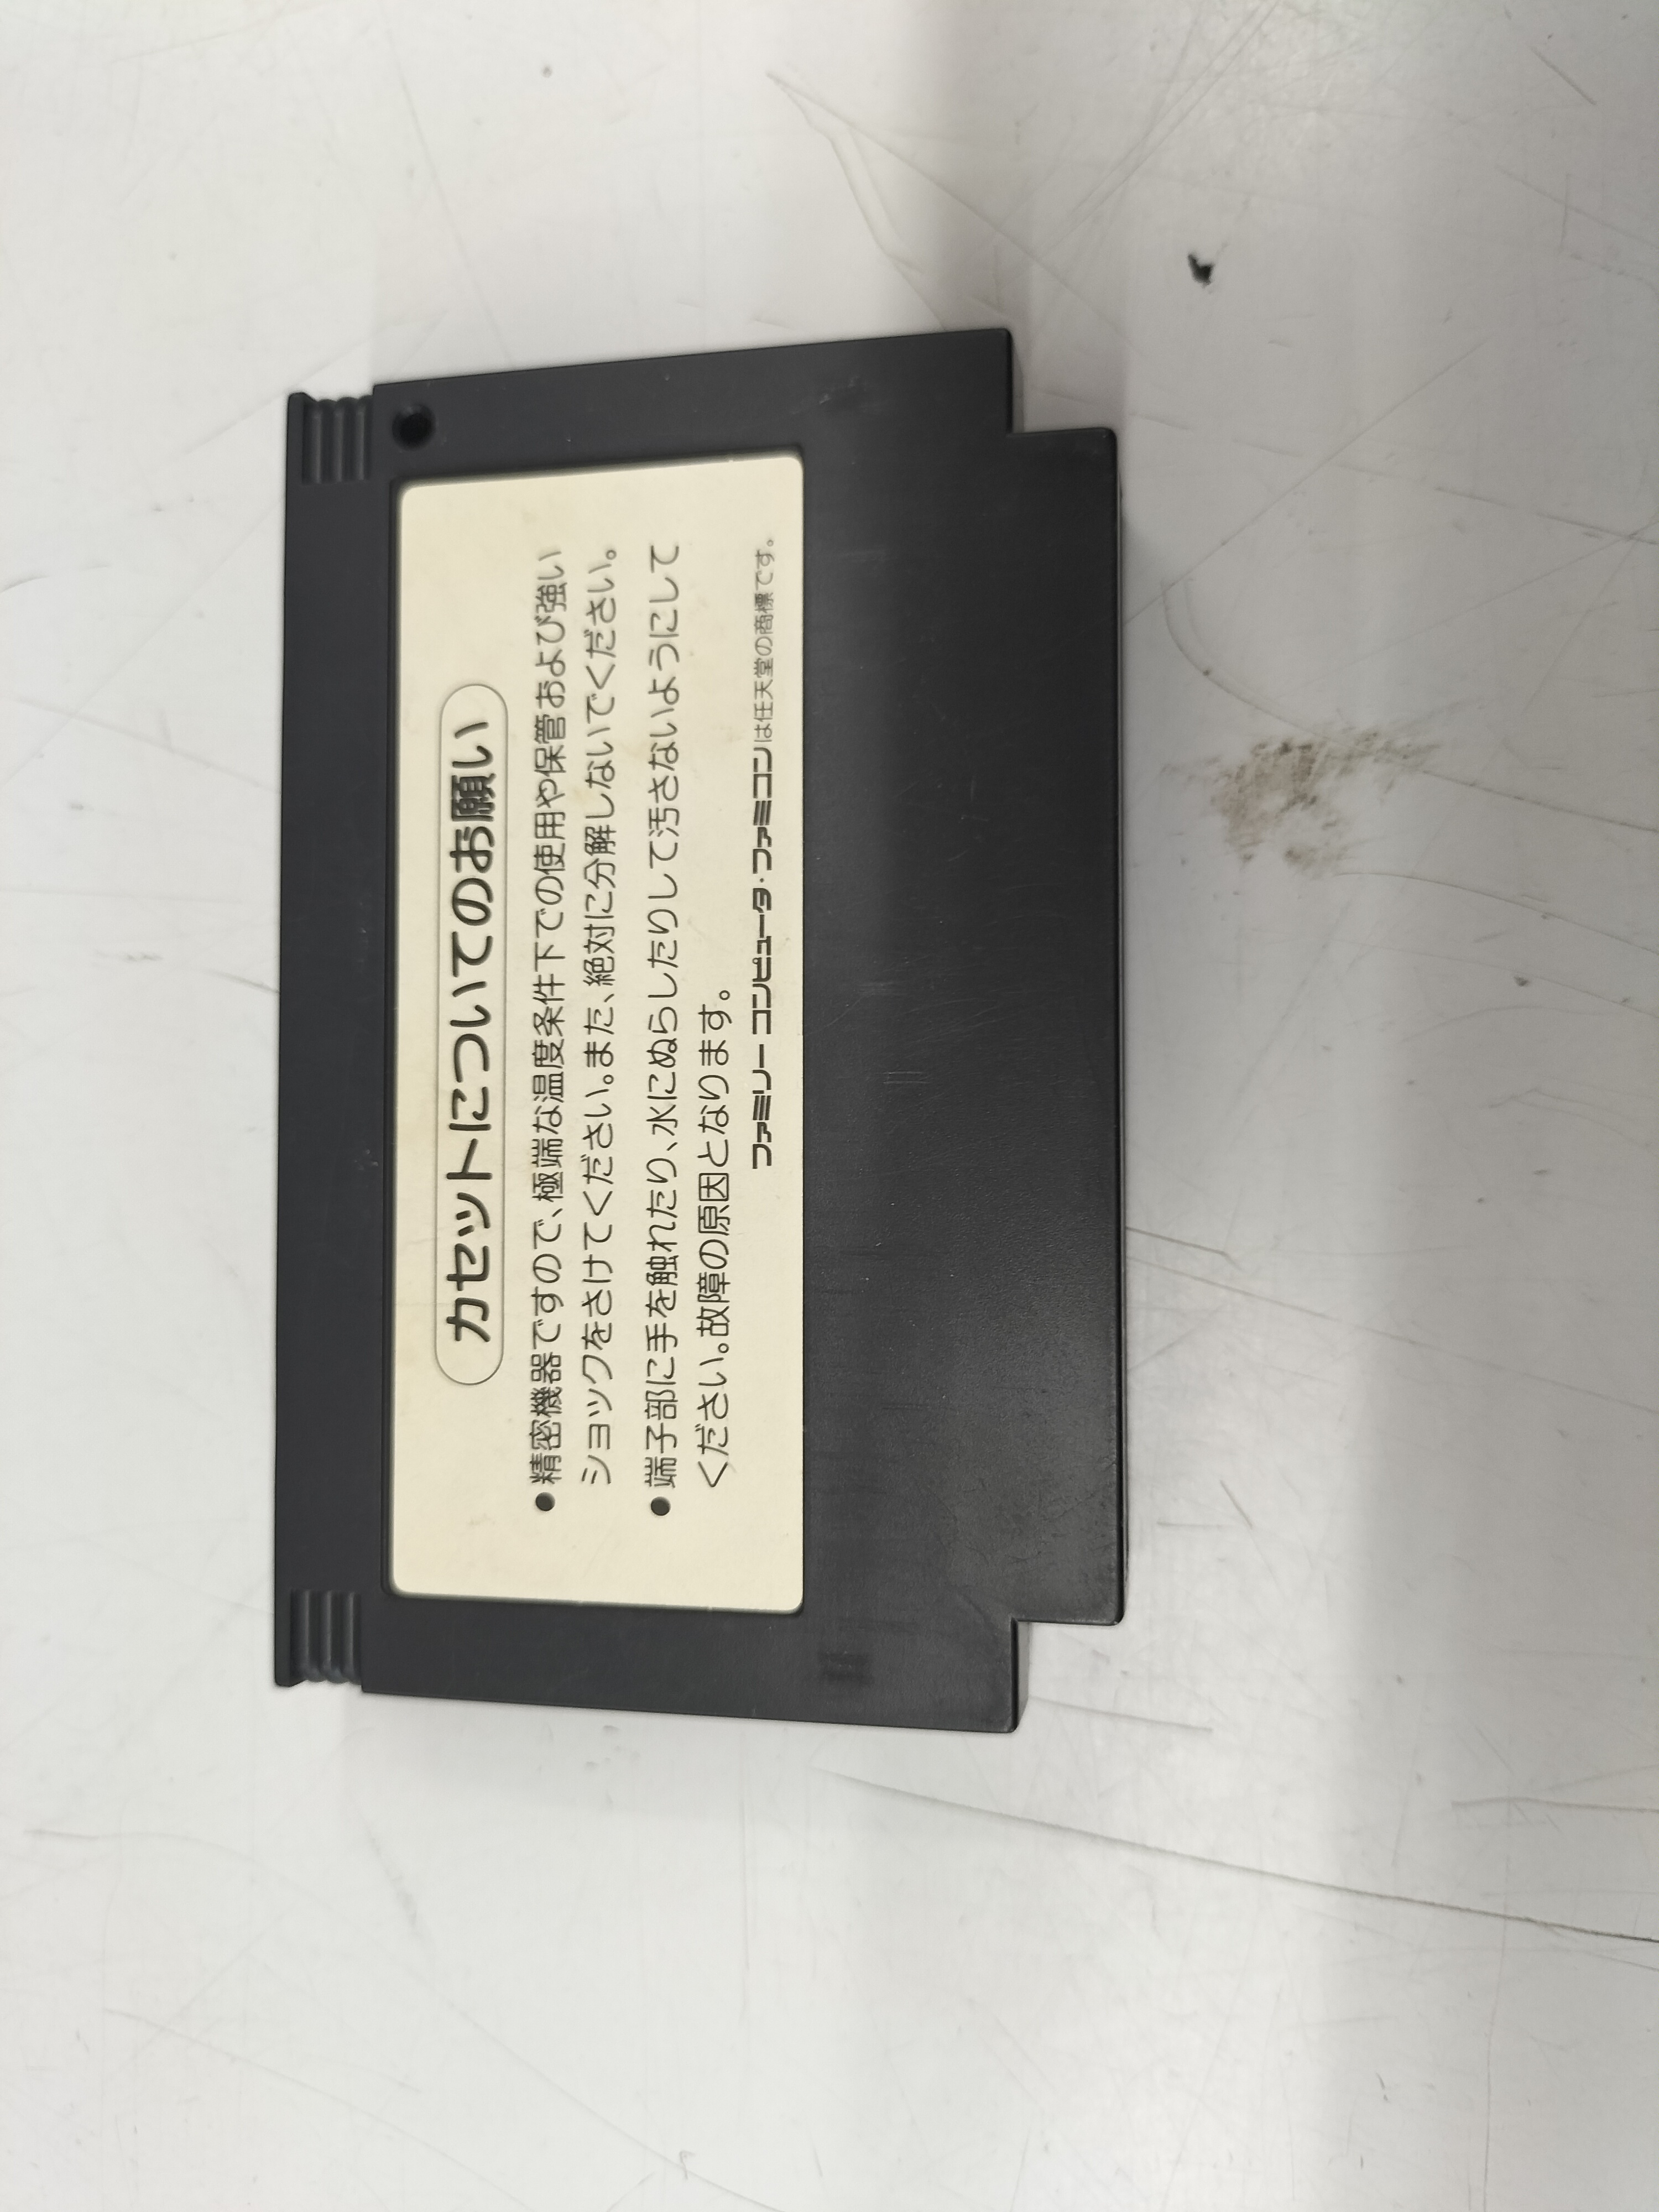 カセットについてのお願い
●精密機器ですので、極端な温度条件下での使用や保管および強い
ショックをさけてください。また、絶対に分解しないでください。
●端子部に手を触れたり、水にぬらしたりして汚さないようにして
ください。故障の原因となります。
ファミリーコンピュータ・ファミコンは任天堂の商標です。